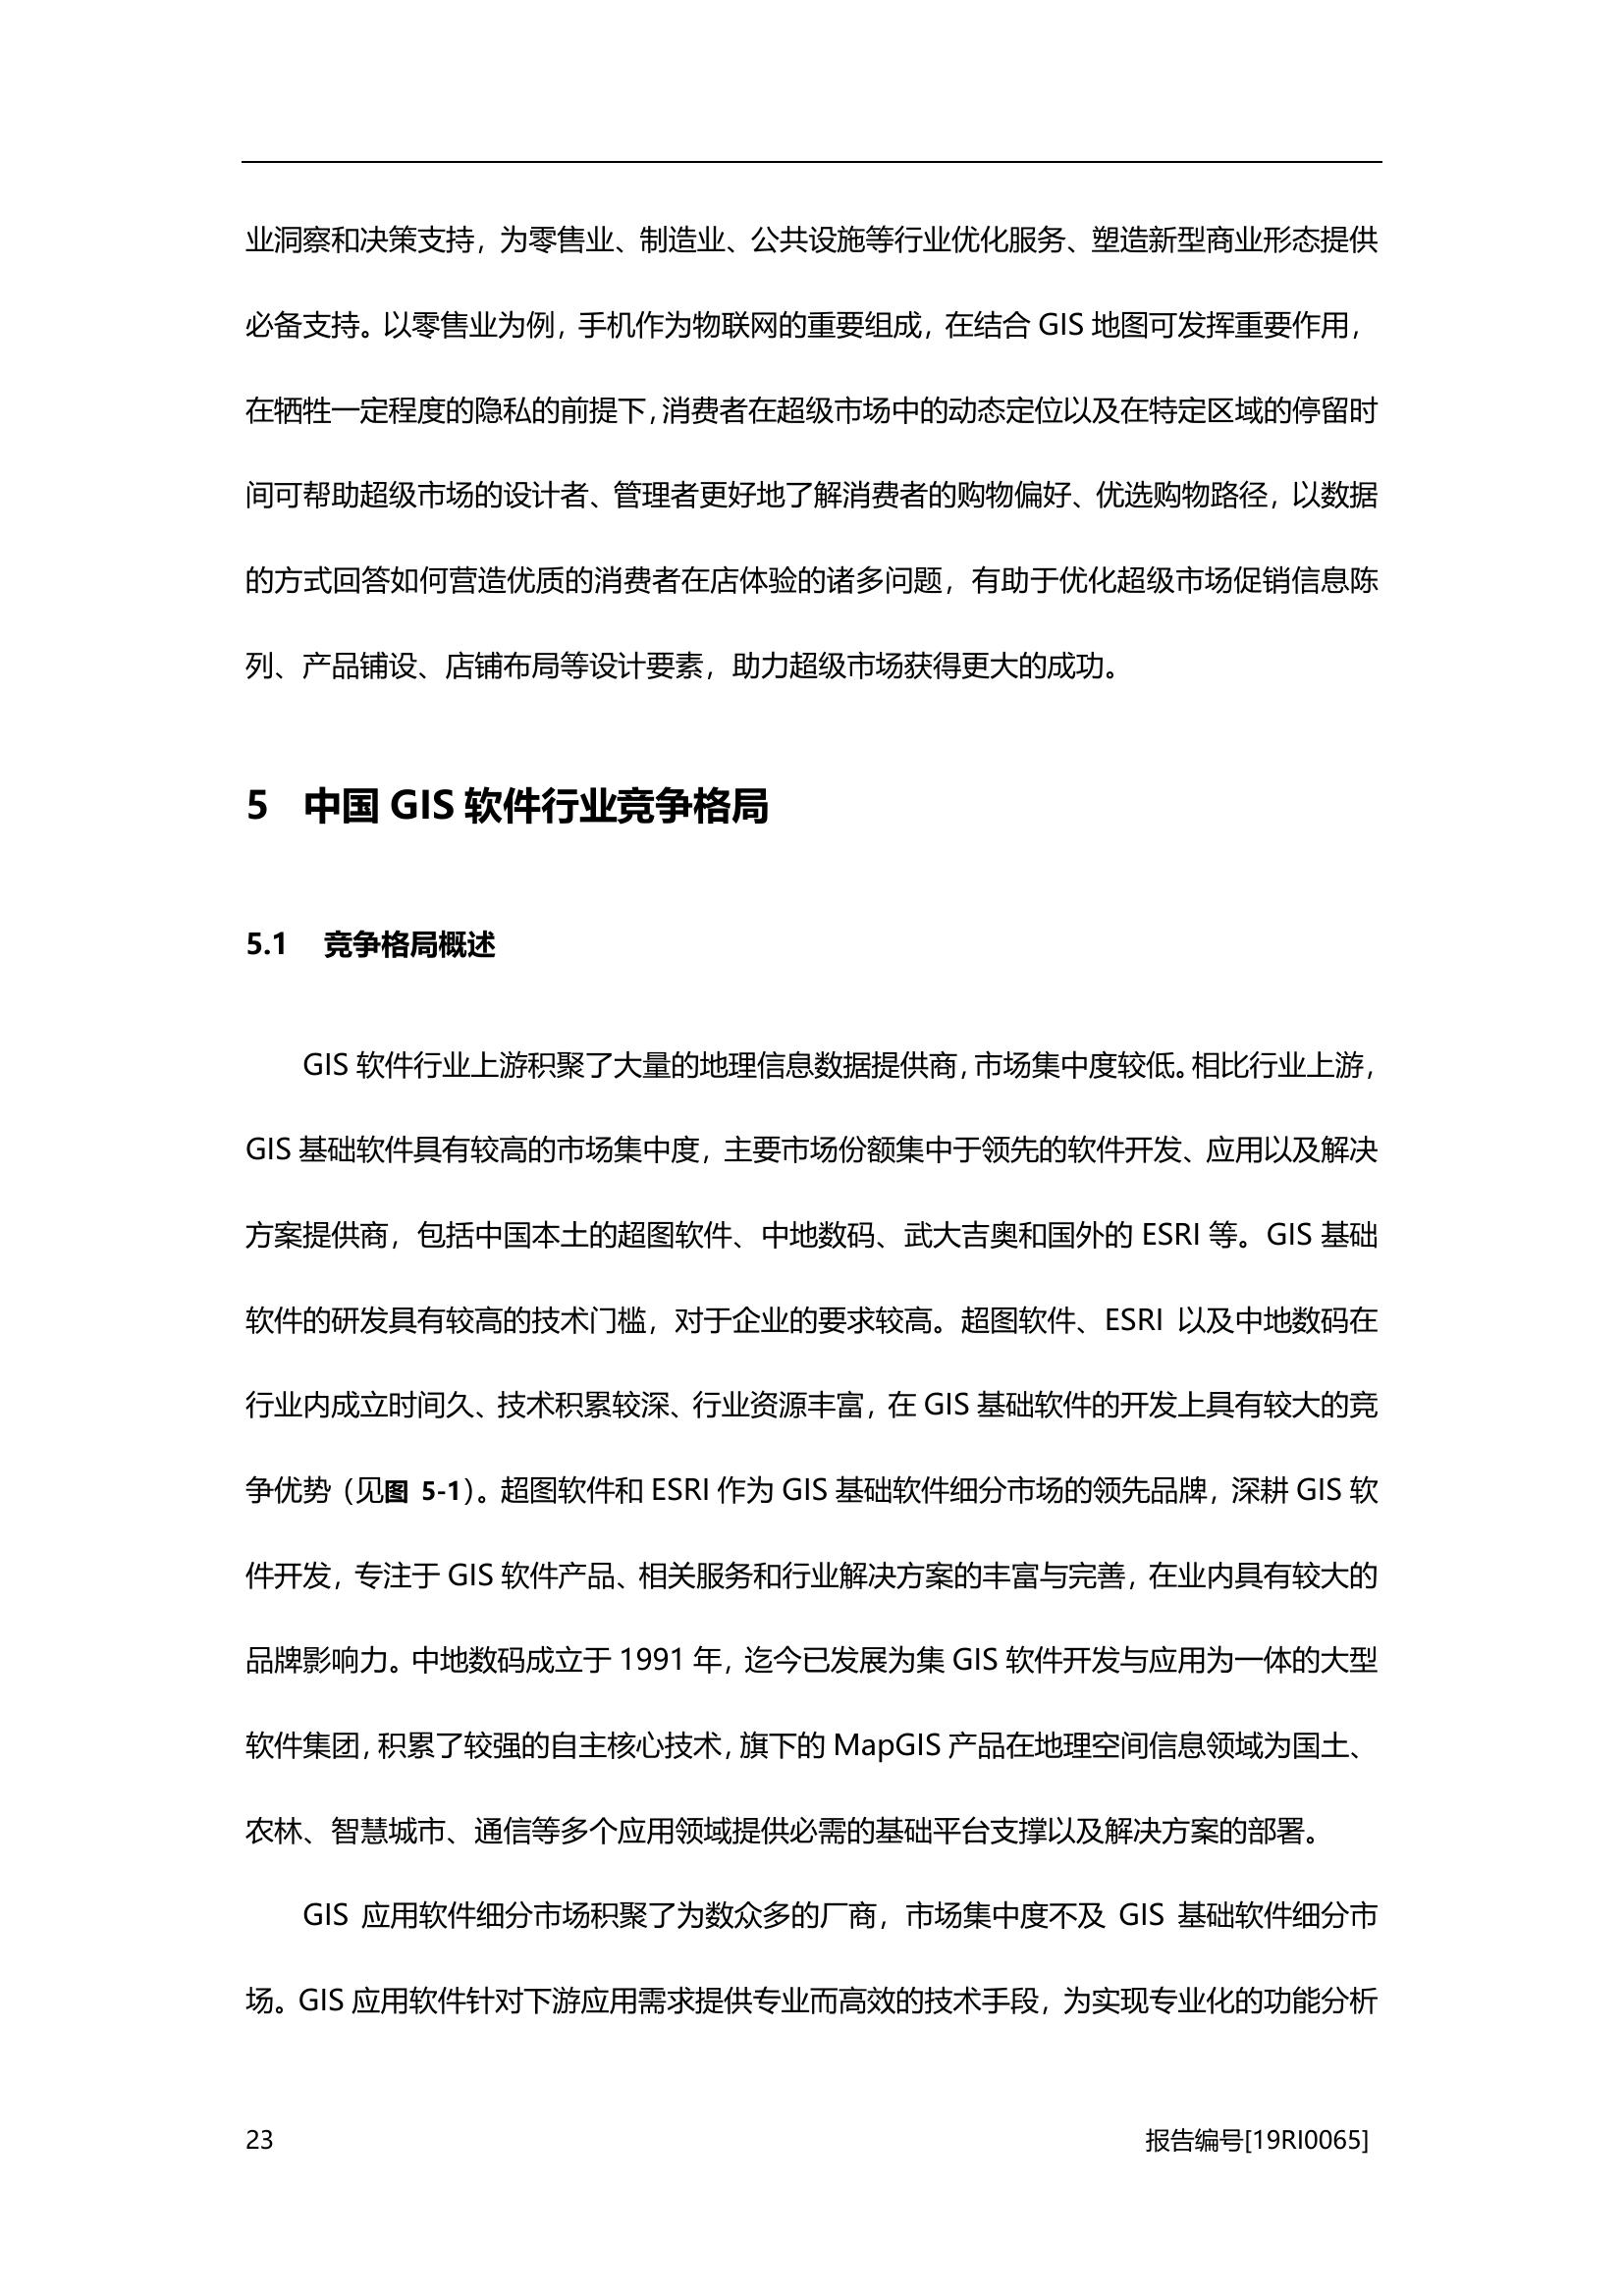 业洞察和决策支持，为零售业、制造业、公共设施等行业优化服务、塑造新型商业形态提供
必备支持。以零售业为例，手机作为物联网的重要组成，在结合 GIS 地图可发挥重要作用，
在牺牲一定程度的隐私的前提下，消费者在超级市场中的动态定位以及在特定区域的停留时
间可帮助超级市场的设计者、管理者更好地了解消费者的购物偏好、优选购物路径，以数据
的方式回答如何营造优质的消费者在店体验的诸多问题，有助于优化超级市场促销信息陈
列、产品铺设、店铺布局等设计要素，助力超级市场获得更大的成功。
5 中国 GIS 软件行业竞争格局
5.1 竞争格局概述
GIS 软件行业上游积聚了大量的地理信息数据提供商，市场集中度较低。相比行业上游，
GIS 基础软件具有较高的市场集中度，主要市场份额集中于领先的软件开发、应用以及解决
方案提供商，包括中国本土的超图软件、中地数码、武大吉奥和国外的 ESRI 等。GIS 基础
软件的研发具有较高的技术门槛，对于企业的要求较高。超图软件、ESRI 以及中地数码在
行业内成立时间久、技术积累较深、行业资源丰富，在 GIS 基础软件的开发上具有较大的竞
争优势（见图 5-1）。超图软件和 ESRI 作为 GIS 基础软件细分市场的领先品牌，深耕 GIS 软
件开发，专注于 GIS 软件产品、相关服务和行业解决方案的丰富与完善，在业内具有较大的
品牌影响力。中地数码成立于 1991 年，迄今已发展为集 GIS 软件开发与应用为一体的大型
软件集团，积累了较强的自主核心技术，旗下的 MapGIS 产品在地理空间信息领域为国土、
农林、智慧城市、通信等多个应用领域提供必需的基础平台支撑以及解决方案的部署。
GIS 应用软件细分市场积聚了为数众多的厂商，市场集中度不及 GIS 基础软件细分市
场。GIS 应用软件针对下游应用需求提供专业而高效的技术手段，为实现专业化的功能分析
23 报告编号[19RI0065]